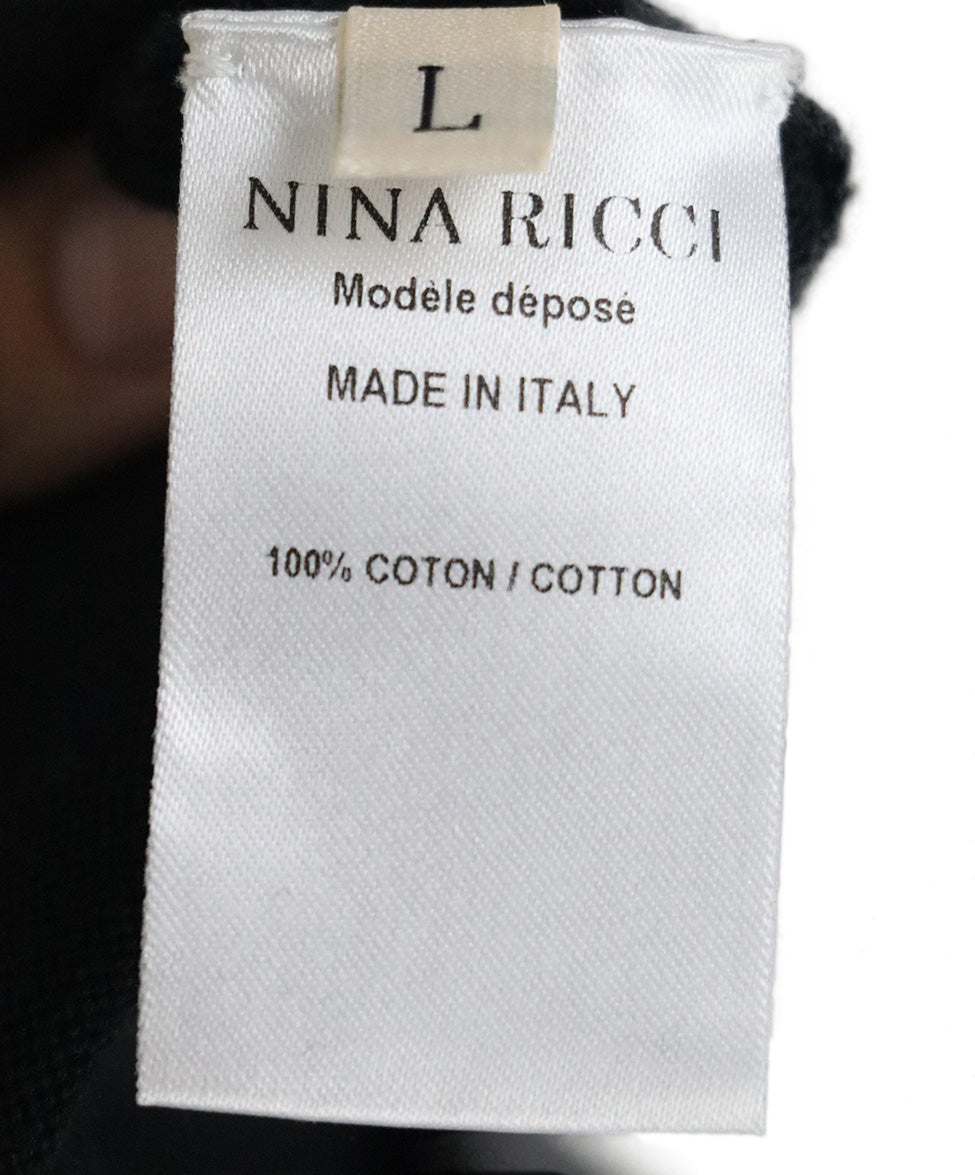 L
NINA RICCI
Modèle déposé
MADE IN ITALY
100% COTON / COTTON